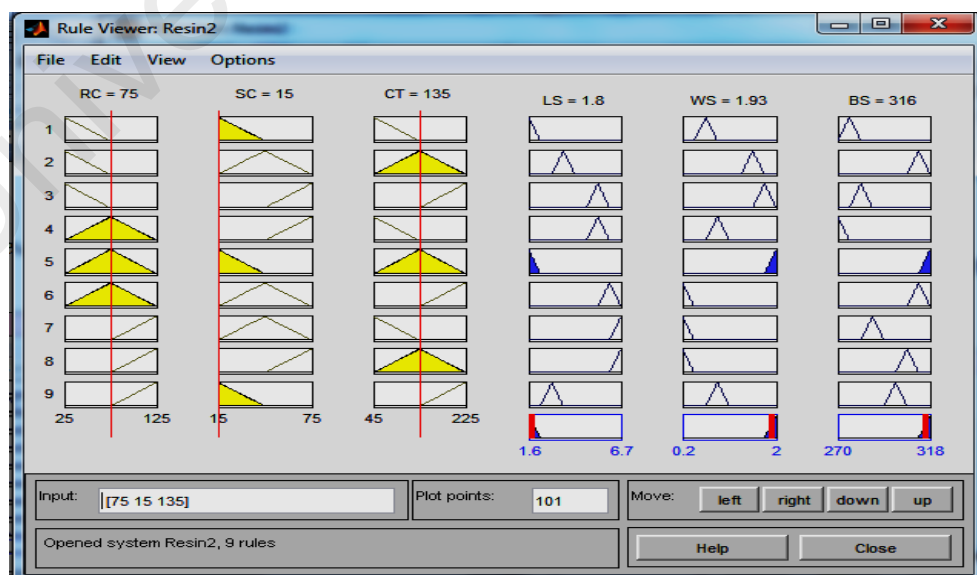 Rule Viewer: Resin2
File Edit View Options
RC = 75 SC = 15 CT = 135 LS = 1.8 WS = 1.93 BS = 316
1
2
3
4
5
6
7
8
9
25 125 15 75 45 225
1.6 6.7 0.2 2 270 318
Input: [75 15 135] Plot points: 101 Move: left right down up
Opened system Resin2, 9 rules Help Close